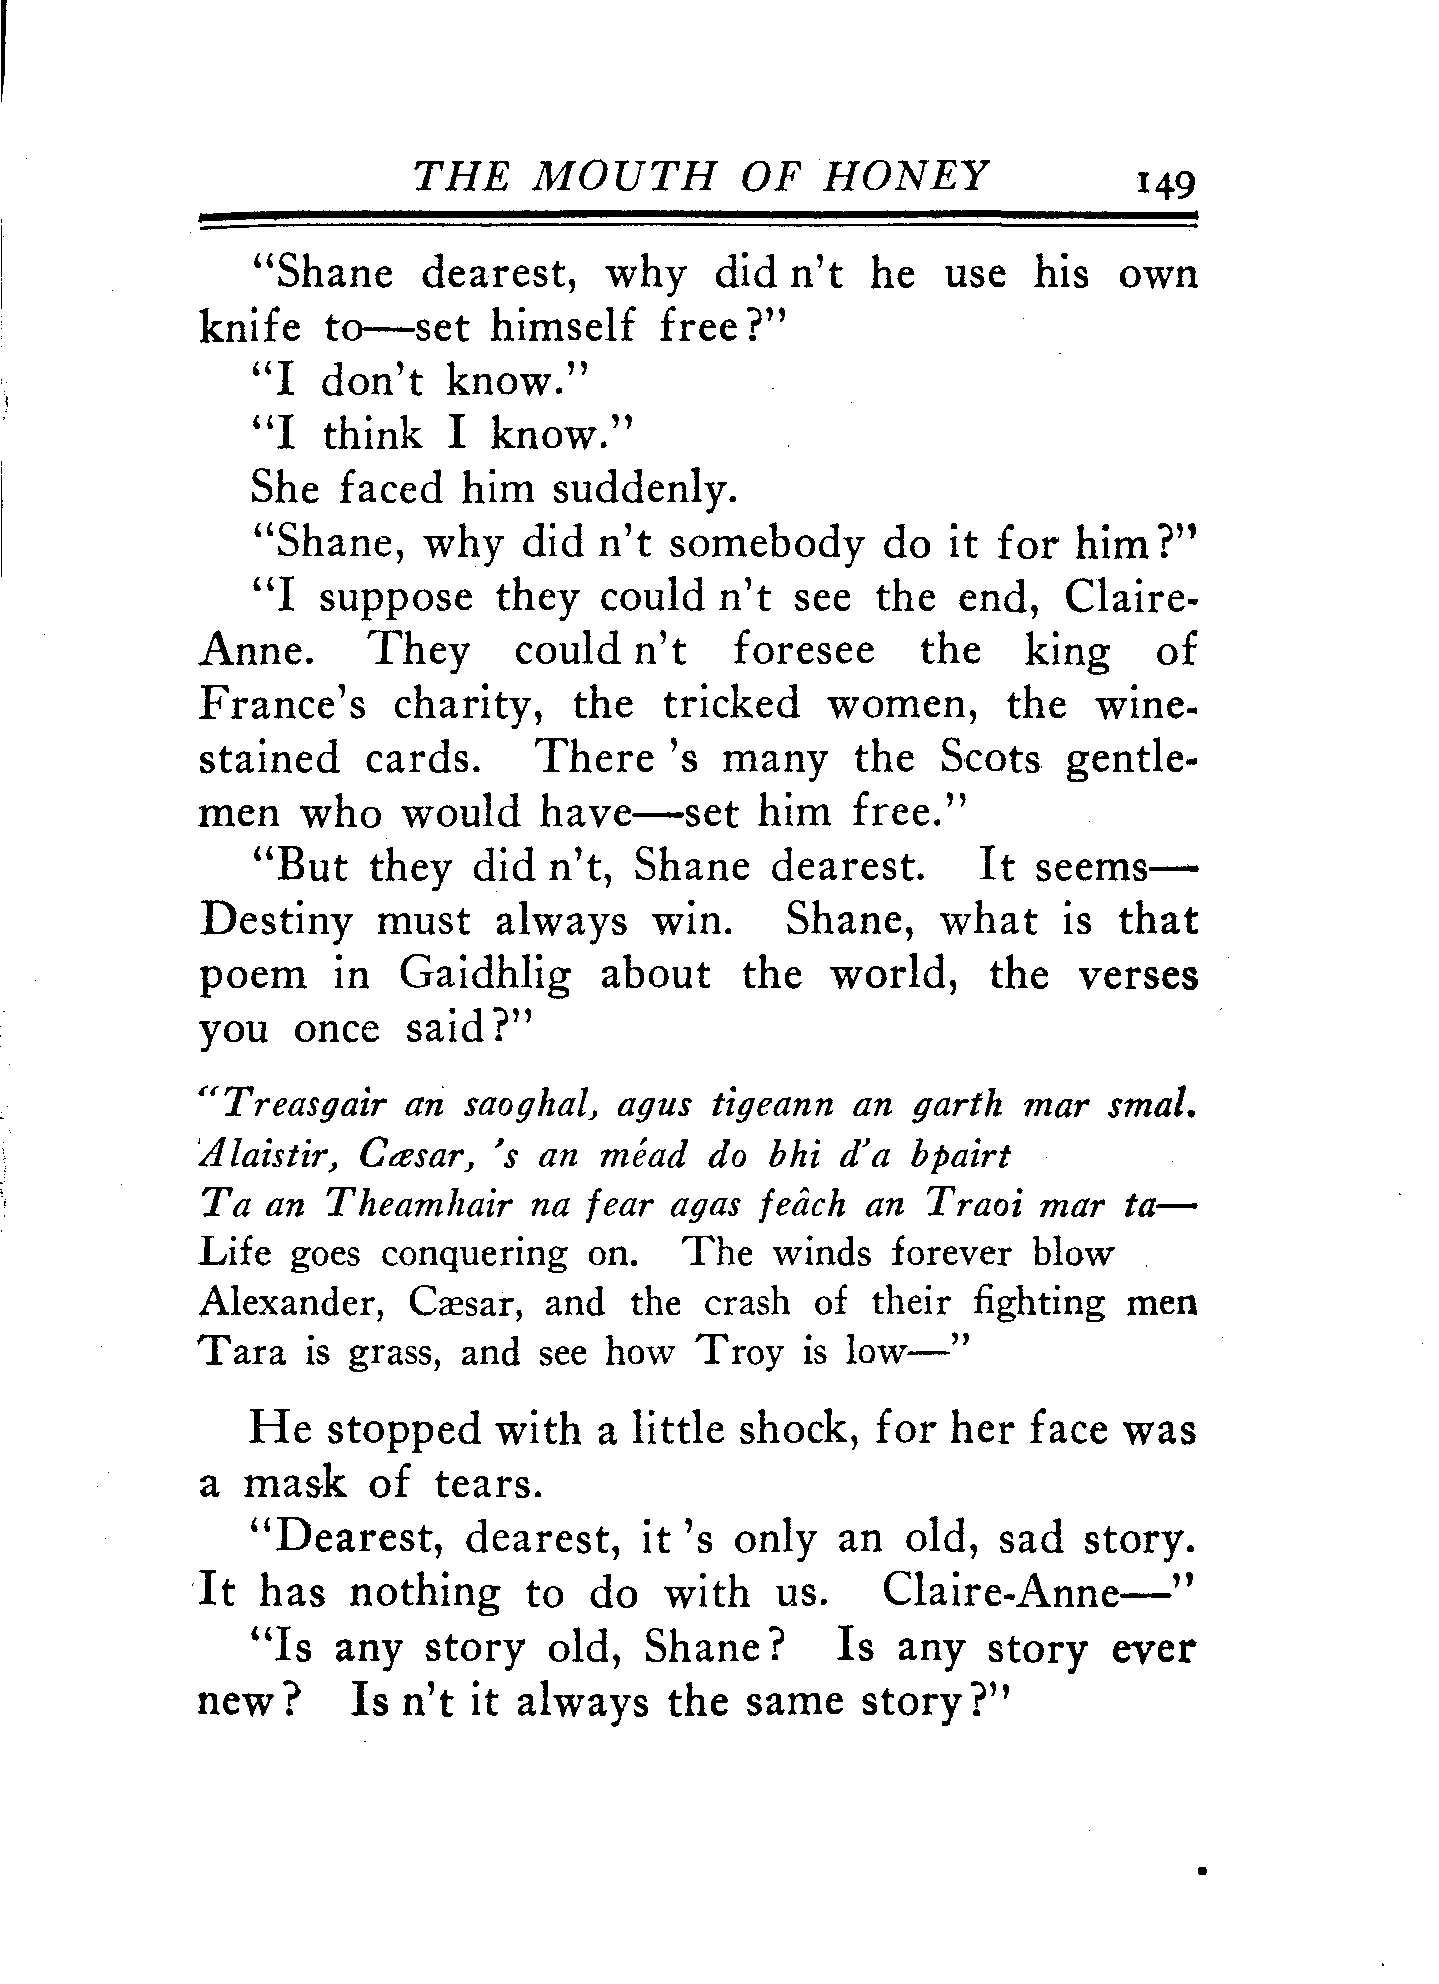 THE MOUTH OF HONEY 149
"Shane dearest, why did n't he use his own
knife to—set himself free?"
"I don't know."
"I think I know."
She faced him suddenly.
"Shane, why did n't somebody do it for him?"
"I suppose they could n't see the end, Claire-
Anne. They could n't foresee the king of
France's charity, the tricked women, the wine-
stained cards. There 's many the Scots gentle-
men who would have—set him free."
"But they did n't, Shane dearest. It seems—
Destiny must always win. Shane, what is that
poem in Gaidhlig about the world, the verses
you once said?"
"Treasgair an saoghal, agus tigeann an garth mar smal.
Alaistir, Cæsar, 's an méad do bhi d'a bpairt
Ta an Theamhair na fear agas feâch an Traoi mar ta—
Life goes conquering on. The winds forever blow
Alexander, Cæsar, and the crash of their fighting men
Tara is grass, and see how Troy is low—"
He stopped with a little shock, for her face was
a mask of tears.
"Dearest, dearest, it 's only an old, sad story.
It has nothing to do with us. Claire-Anne—"
"Is any story old, Shane? Is any story ever
new? Is n't it always the same story?"